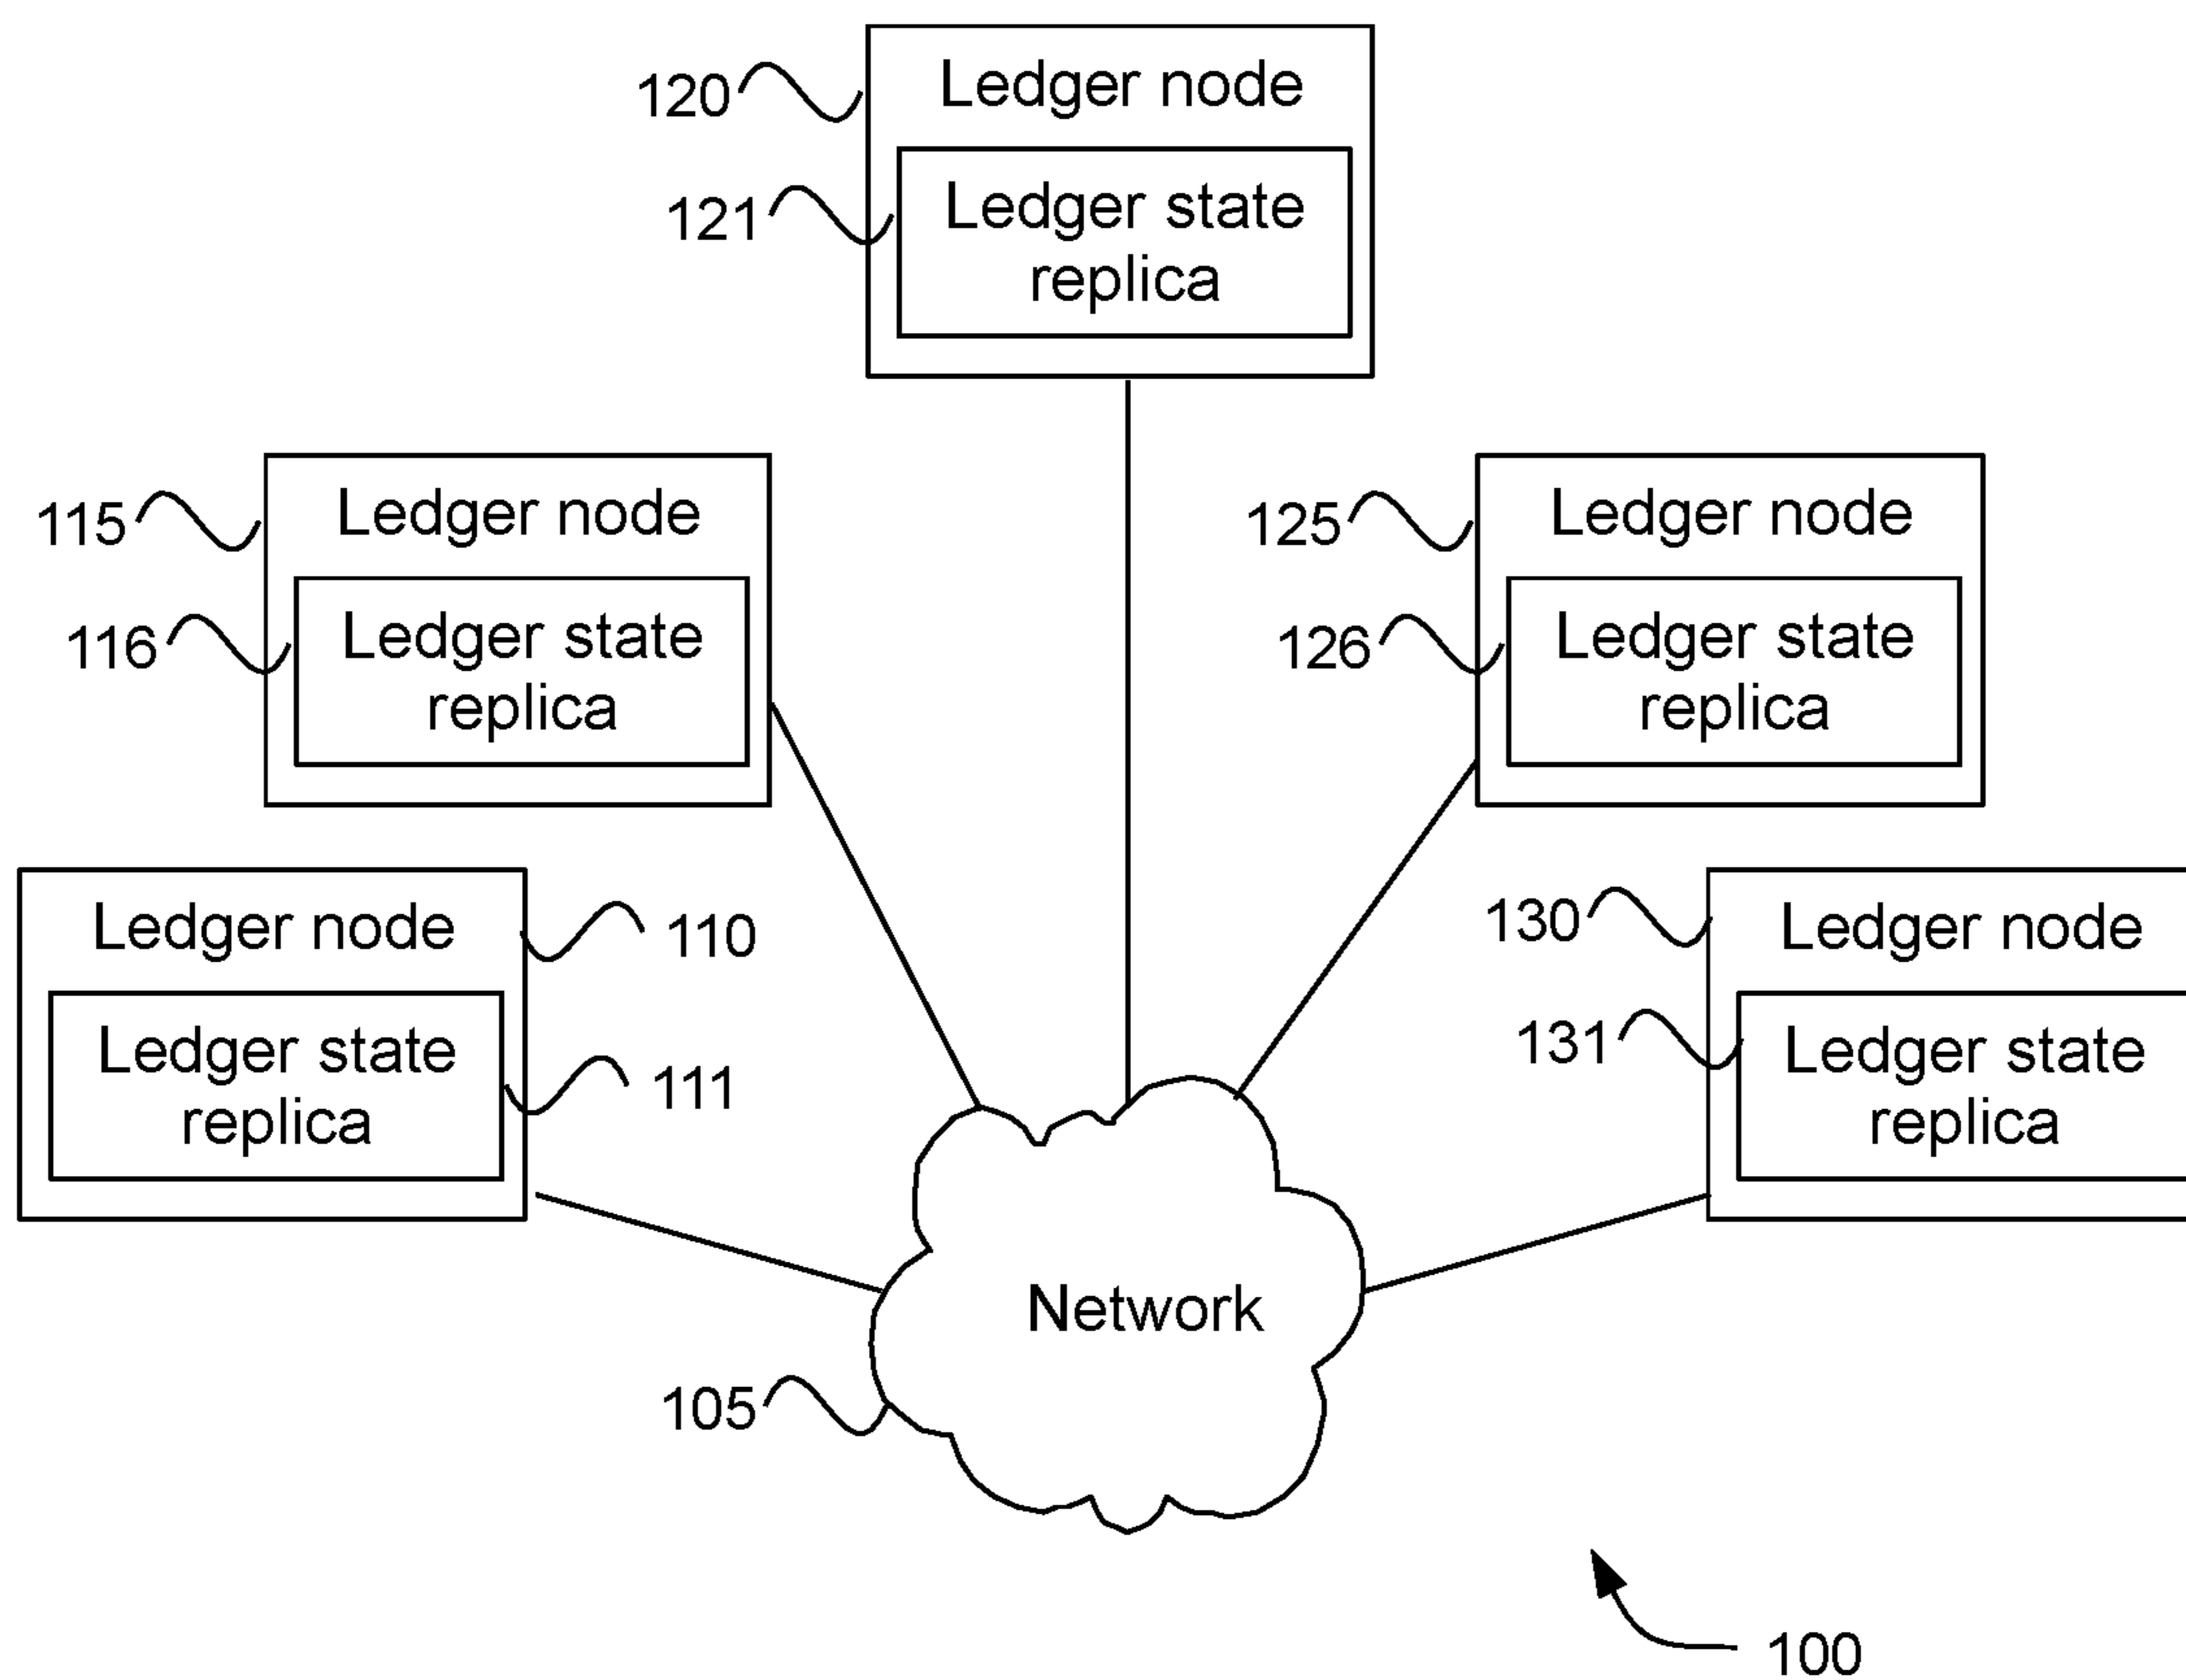 120
Ledger node
121
Ledger state
replica
115
Ledger node
116
Ledger state
replica
125
Ledger node
126
Ledger state
replica
Ledger node
110
Ledger state
replica
111
130
Ledger node
131
Ledger state
replica
Network
105
100